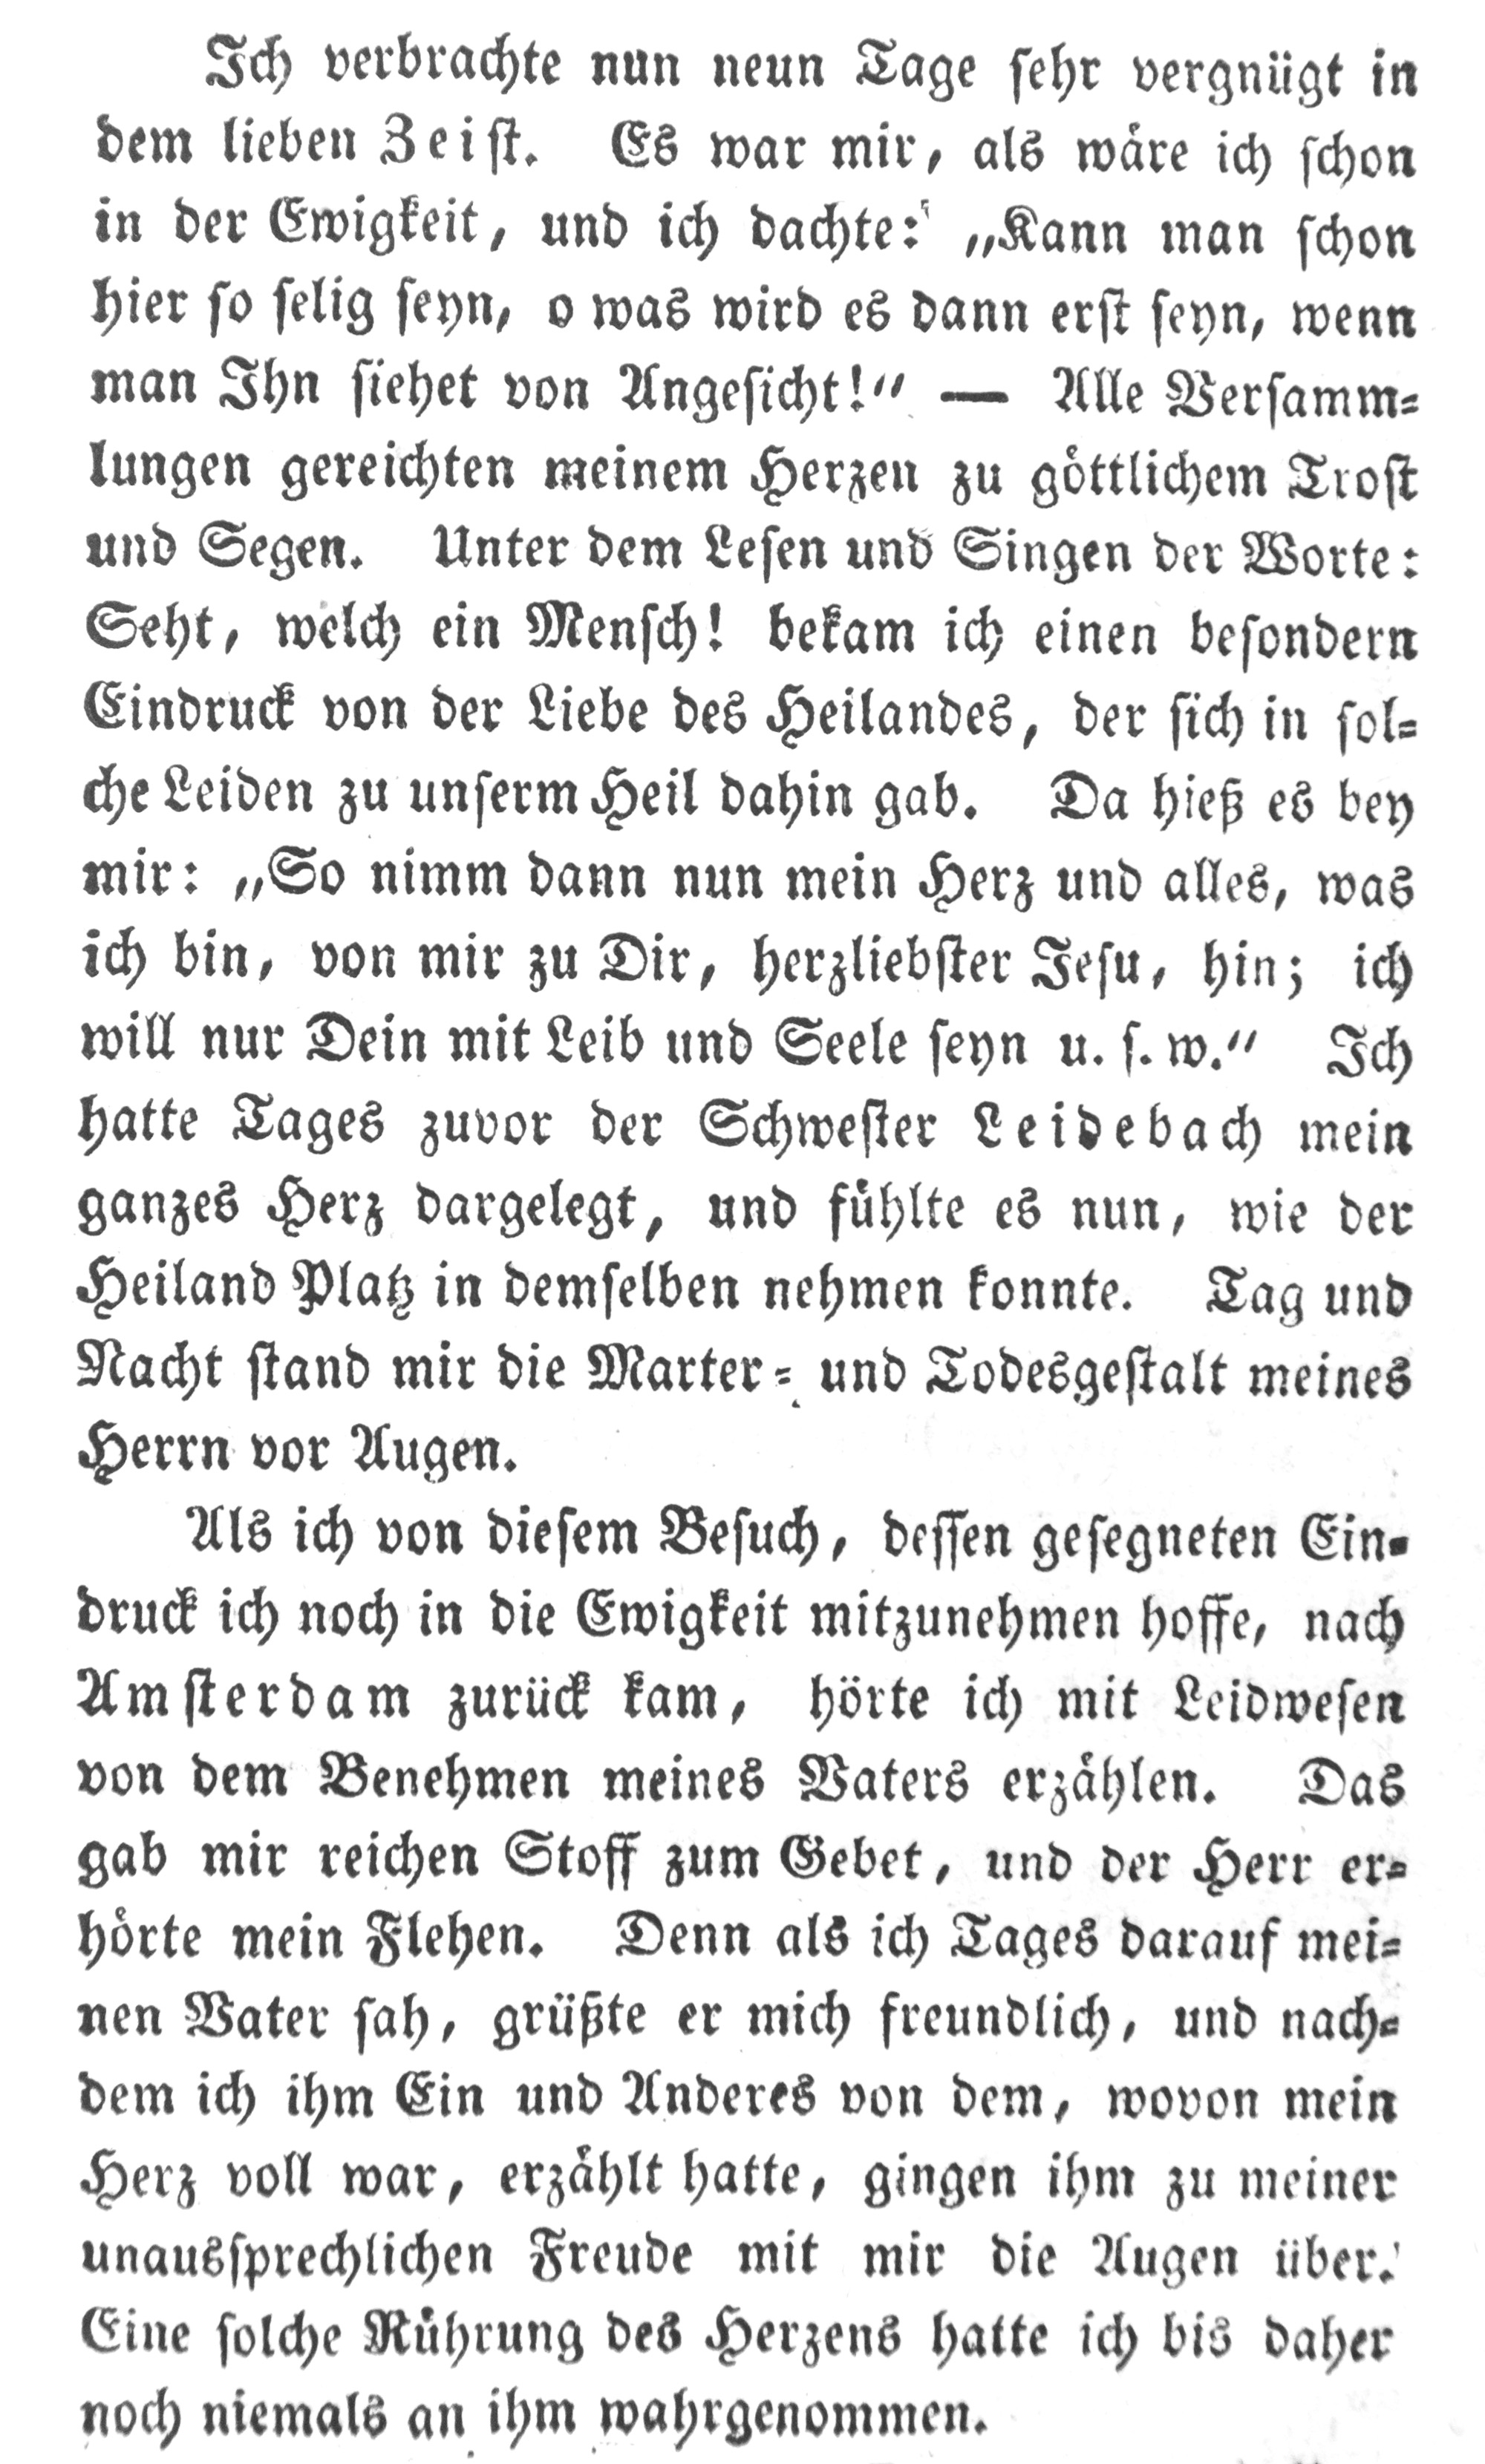 Ich verbrachte nun neun Tage sehr vergnügt in
dem lieben Zeist. Es war mir, als wäre ich schon
in der Ewigkeit, und ich dachte: „Kann man schon
hier so selig seyn, o was wird es dann erst seyn, wenn
man Ihn siehet von Angesicht!“ — Alle Versamm-
lungen gereichten meinem Herzen zu göttlichem Trost
und Segen. Unter dem Lesen und Singen der Worte:
Seht, welch ein Mensch! bekam ich einen besondern
Eindruck von der Liebe des Heilandes, der sich in sol-
che Leiden zu unserm Heil dahin gab. Da hieß es bey
mir: „So nimm dann nun mein Herz und alles, was
ich bin, von mir zu Dir, herzliebster Jesu, hin; ich
will nur Dein mit Leib und Seele seyn u. s. w.“ Ich
hatte Tages zuvor der Schwester Leidebach mein
ganzes Herz dargelegt, und fühlte es nun, wie der
Heiland Platz in demselben nehmen konnte. Tag und
Nacht stand mir die Marter- und Todesgestalt meines
Herrn vor Augen.
Als ich von diesem Besuch, dessen gesegneten Ein-
druck ich noch in die Ewigkeit mitzunehmen hoffe, nach
Amsterdam zurück kam, hörte ich mit Leidwesen
von dem Benehmen meines Vaters erzählen. Das
gab mir reichen Stoff zum Gebet, und der Herr er-
hörte mein Flehen. Denn als ich Tages darauf mei-
nen Vater sah, grüßte er mich freundlich, und nach-
dem ich ihm Ein und Anderes von dem, wovon mein
Herz voll war, erzählt hatte, gingen ihm zu meiner
unaussprechlichen Freude mit mir die Augen über.
Eine solche Rührung des Herzens hatte ich bis daher
noch niemals an ihm wahrgenommen.